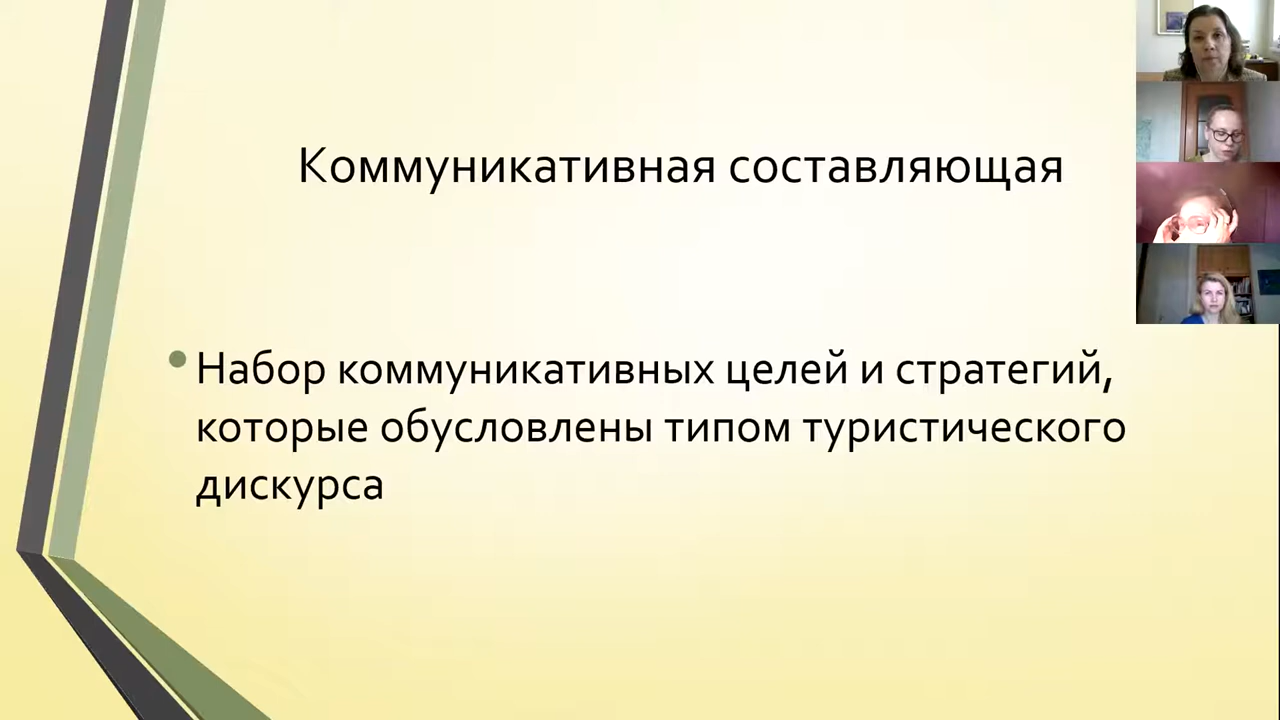 Коммуникативная составляющая
Набор коммуникативных целей и стратегий,
которые обусловлены типом туристического
дискурса